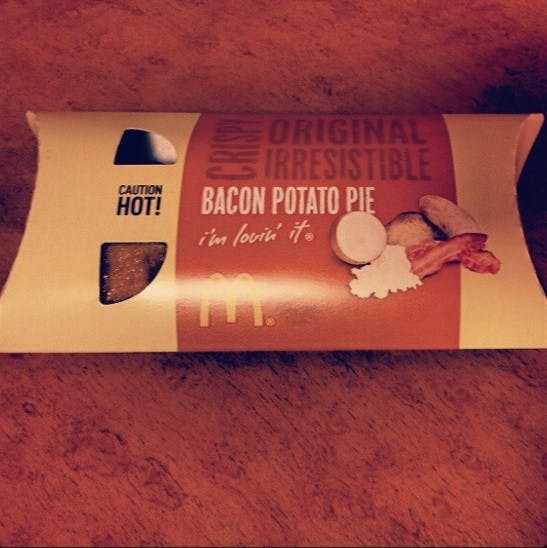 CAUTION
HOT!
CRISPY
ORIGINAL
IRRESISTIBLE
BACON POTATO PIE
i'm lovin' it®
M®